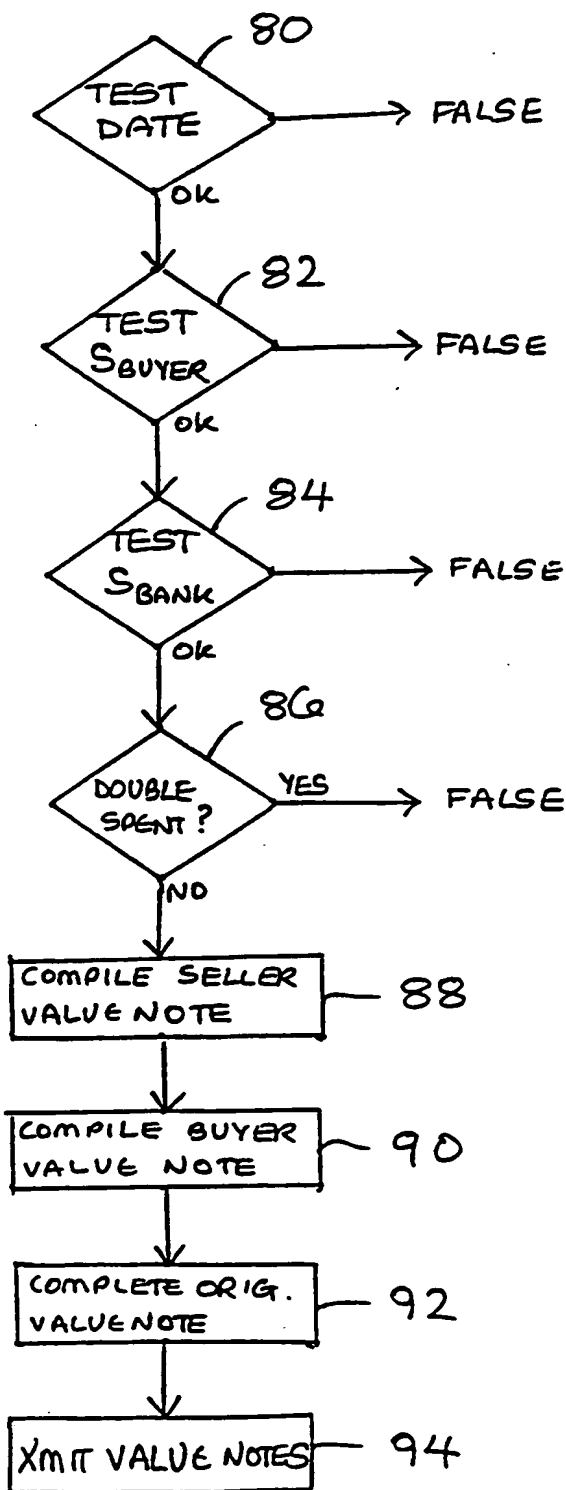 80
TEST
DATE
FALSE
OK
82
TEST
SBUYER
FALSE
OK
84
TEST
SBANK
FALSE
OK
86
DOUBLE
SPENT?
YES
FALSE
NO
COMPILE SELLER
VALUE NOTE
88
COMPILE BUYER
VALUE NOTE
90
COMPLETE ORIG.
VALUE NOTE
92
XMIT VALUE NOTES
94